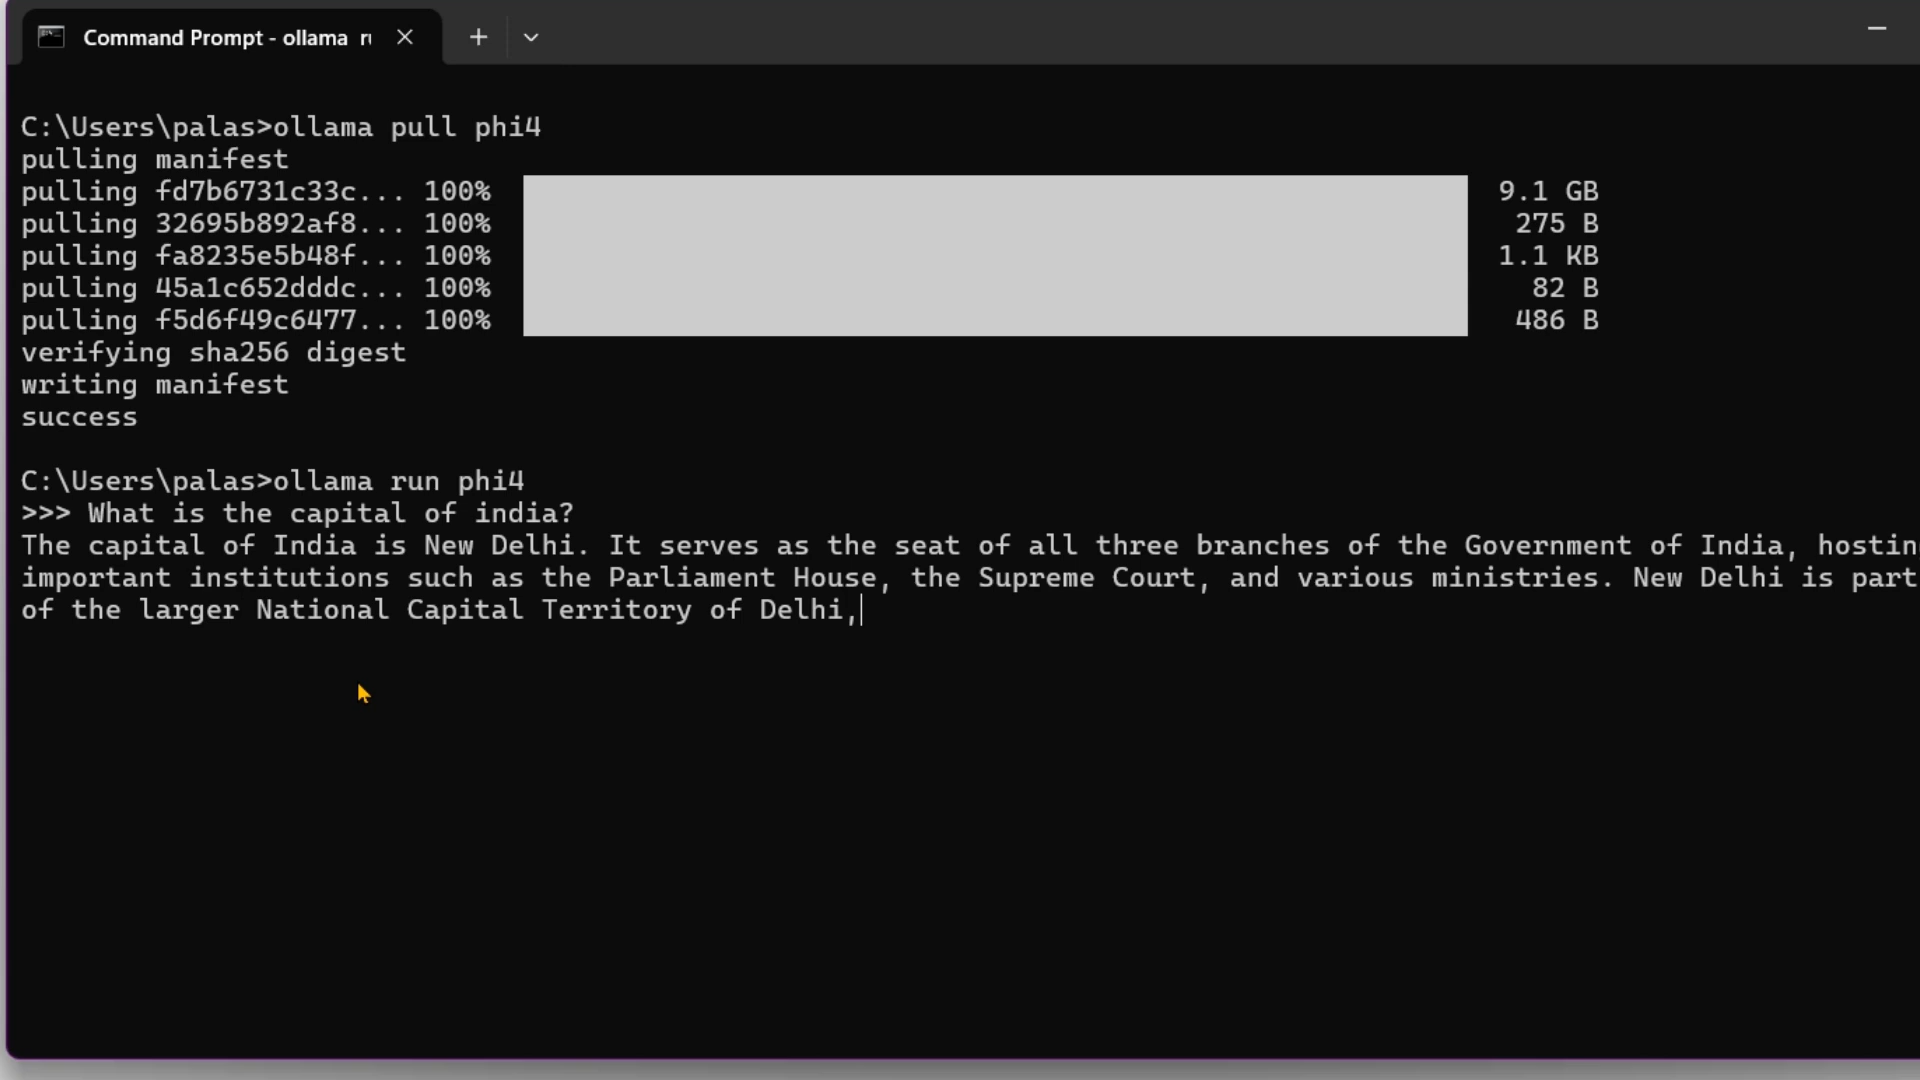 Command Prompt - ollama
C:\Users\palas>ollama pull phi4
pulling manifest
pulling fd7b6731c33c... 100% 9.1 GB
pulling 32695b892af8... 100% 275 B
pulling fa8235e5b48f... 100% 1.1 KB
pulling 45a1c652dddc... 100% 82 B
pulling f5d6f49c6477... 100% 486 B
verifying sha256 digest
writing manifest
success
C:\Users\palas>ollama run phi4
>>> What is the capital of india?
The capital of India is New Delhi. It serves as the seat of all three branches of the Government of India,
important institutions such as the Parliament House, the Supreme Court, and various ministries. New Delhi is part
of the larger National Capital Territory of Delhi,